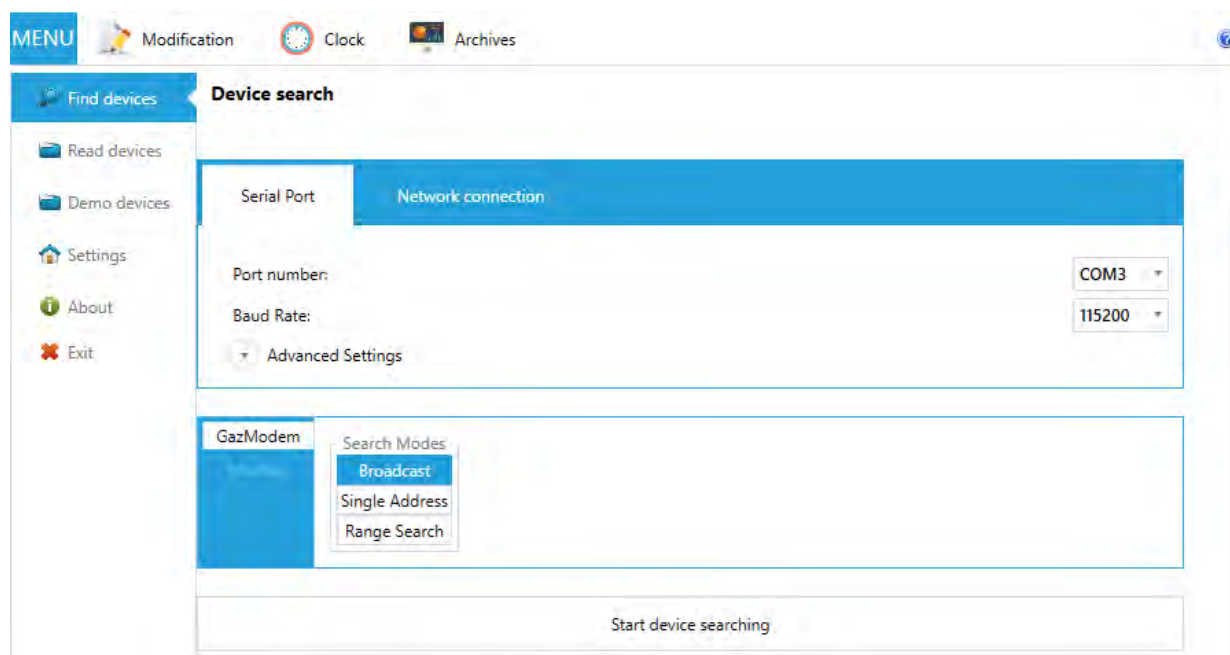 MENU Modification Clock Archives
Find devices
Read devices
Demo devices
Settings
About
Exit
Device search
Serial Port Network connection
Port number: COM3
Baud Rate: 115200
Advanced Settings
GazModem
Search Modes
Broadcast
Single Address
Range Search
Start device searching